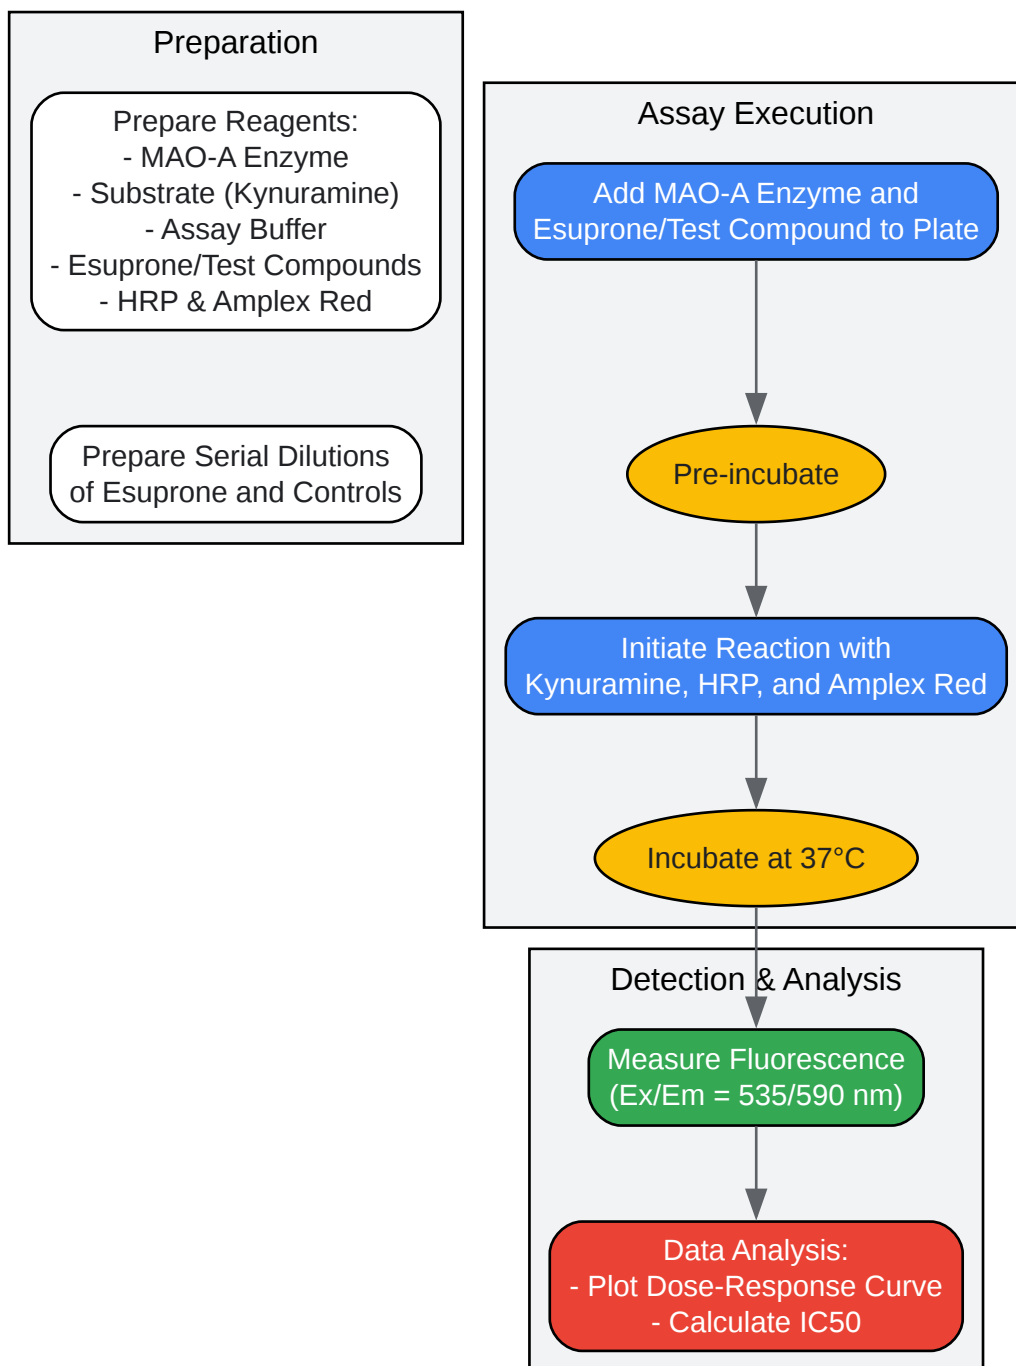 Preparation
Prepare Reagents:
- MAO-A Enzyme
- Substrate (Kynuramine)
- Assay Buffer
- Esuprone/Test Compounds
- HRP & Amplex Red
Prepare Serial Dilutions
of Esuprone and Controls
Assay Execution
Add MAO-A Enzyme and
Esuprone/Test Compound to Plate
Pre-incubate
Initiate Reaction with
Kynuramine, HRP, and Amplex Red
Incubate at 37°C
Detection & Analysis
Measure Fluorescence
(Ex/Em = 535/590 nm)
Data Analysis:
- Plot Dose-Response Curve
- Calculate IC50